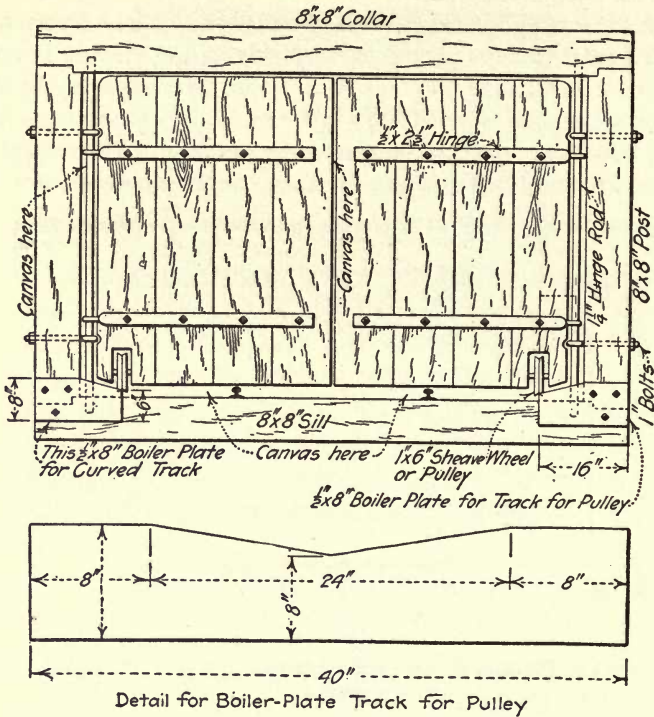 8"x8" Collar
½"x2½" Hinge
Canvas here
Canvas here
1¼" Hinge Rod
8"x8" Post
8"
6"
1" Bolts
8"x8" Sill
This ½"x8" Boiler Plate
for Curved Track
Canvas here
1"x6" Sheave Wheel
or Pulley
16"
½"x8" Boiler Plate for Track for Pulley
8"
24"
8"
8"
40"
Detail for Boiler-Plate Track for Pulley